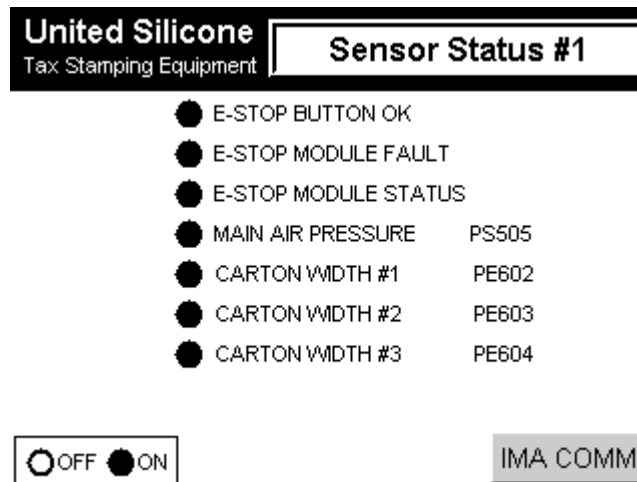 United Silicone
Tax Stamping Equipment
Sensor Status #1
E-STOP BUTTON OK
E-STOP MODULE FAULT
E-STOP MODULE STATUS
MAIN AIR PRESSURE PS505
CARTON WIDTH #1 PE602
CARTON WIDTH #2 PE603
CARTON WIDTH #3 PE604
OFF ON
IMA COMM